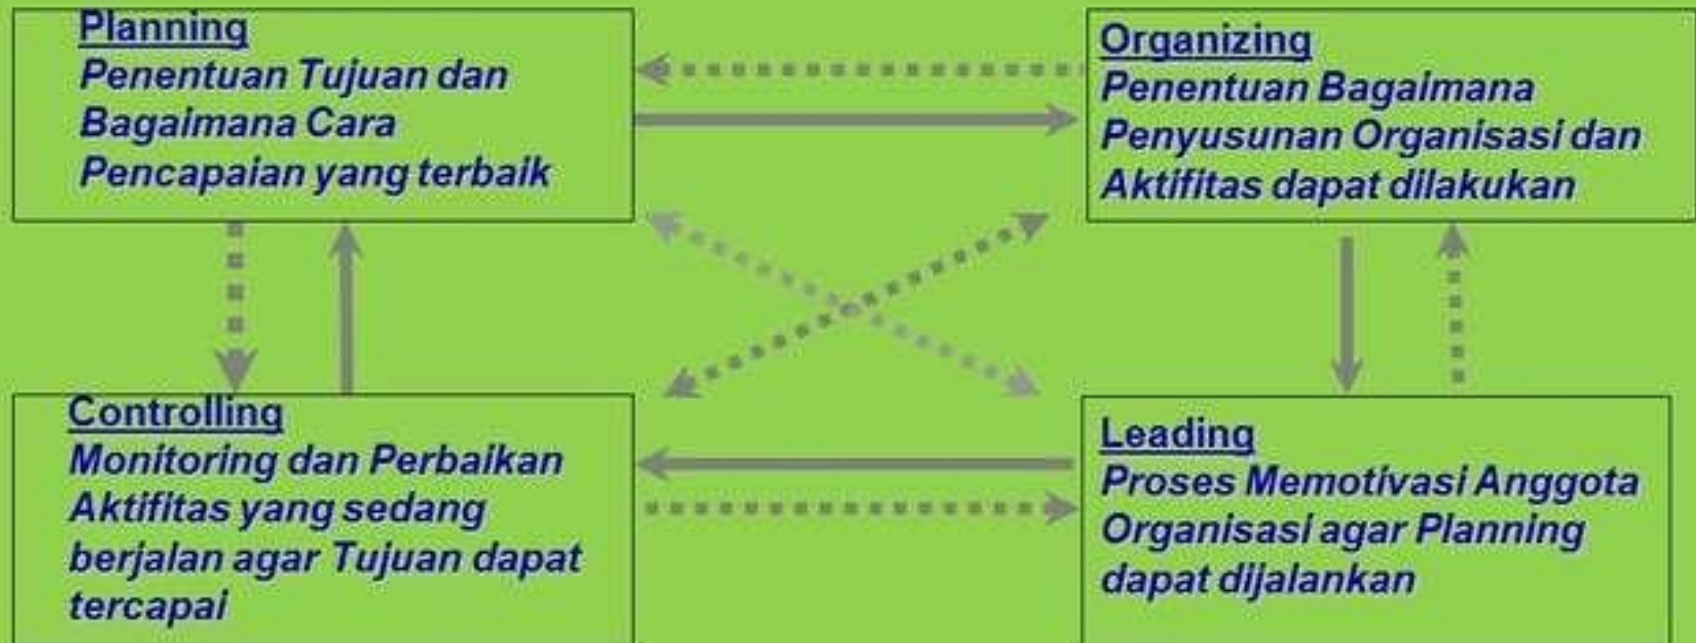 Planning
Penentuan Tujuan dan
Bagaimana Cara
Pencapaian yang terbaik
Organizing
Penentuan Bagaimana
Penyusunan Organisasi dan
Aktifitas dapat dilakukan
Controlling
Monitoring dan Perbaikan
Aktifitas yang sedang
berjalan agar Tujuan dapat
tercapai
Leading
Proses Memotivasi Anggota
Organisasi agar Planning
dapat dijalankan